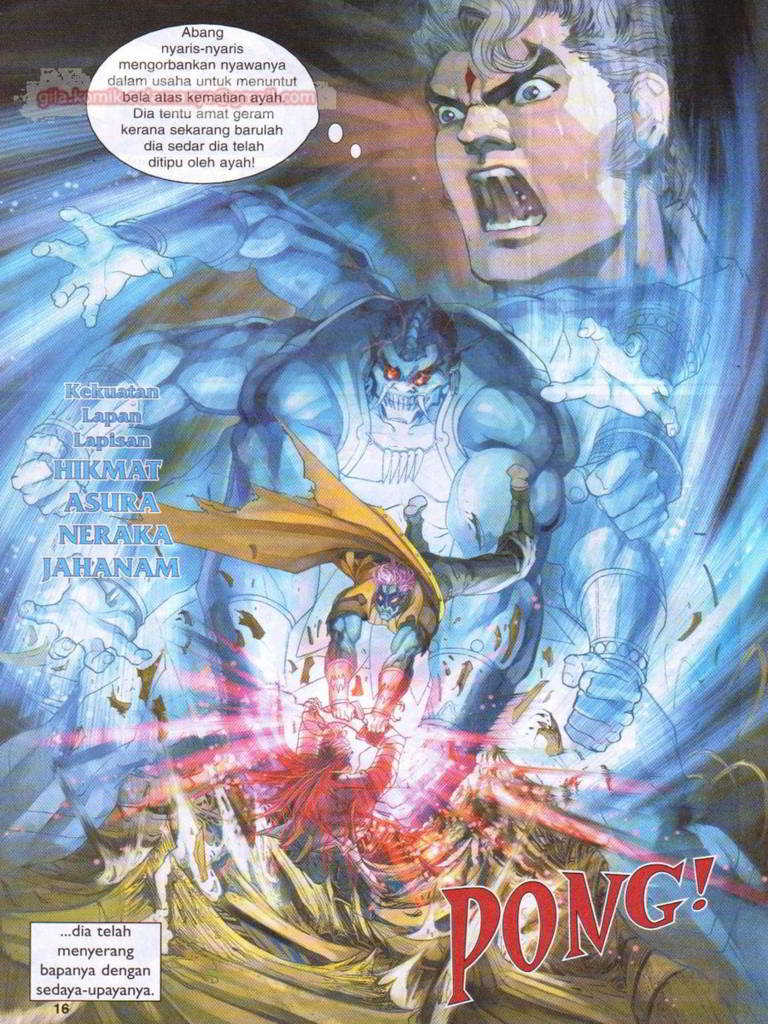 Abang
nyaris-nyaris
mengorbankan nyawanya
dalam usaha untuk menuntut
bela atas kematian ayah.
Dia tentu amat geram
kerana sekarang barulah
dia sedar dia telah
ditipu oleh ayah!
Kekuatan
Lapan
Lapisan
HIKMAT
ASURA
NERAKA
JAHANAM
PONG!
...dia telah
menyerang
bapanya dengan
sedaya-upayanya.
16